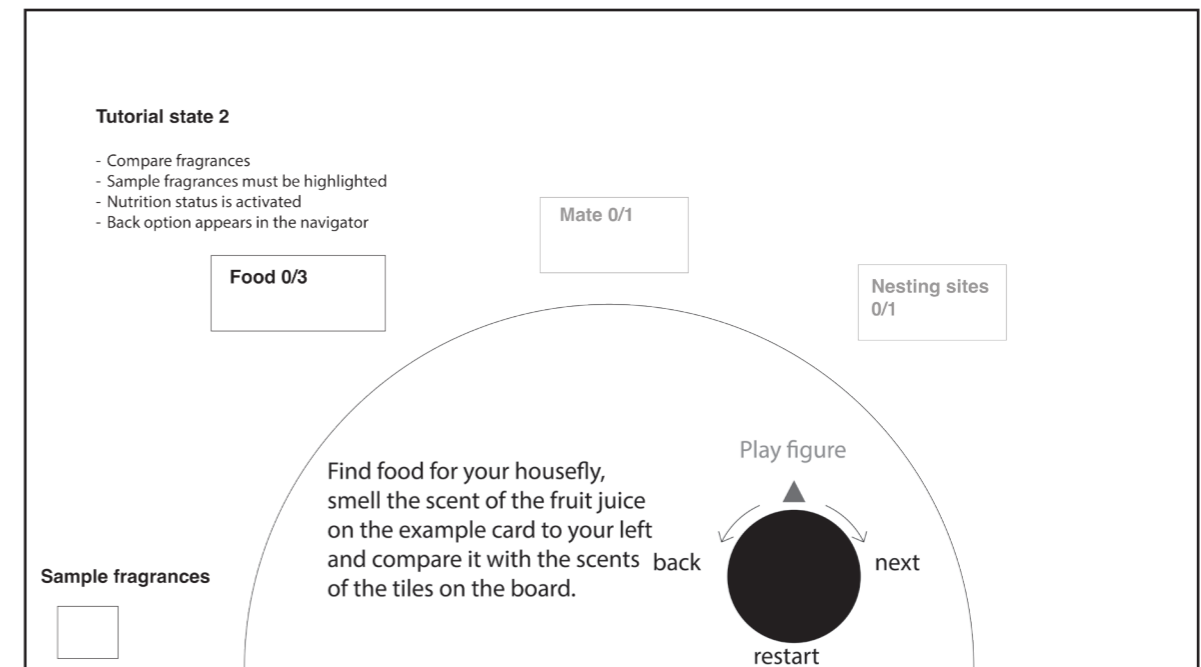 Tutorial state 2
- Compare fragrances
- Sample fragrances must be highlighted
- Nutrition status is activated
- Back option appears in the navigator
Mate 0/1
Food 0/3
Nesting sites
0/1
Play figure
Find food for your housefly,
smell the scent of the fruit juice
on the example card to your left
and compare it with the scents
of the tiles on the board.
back
next
Sample fragrances
restart